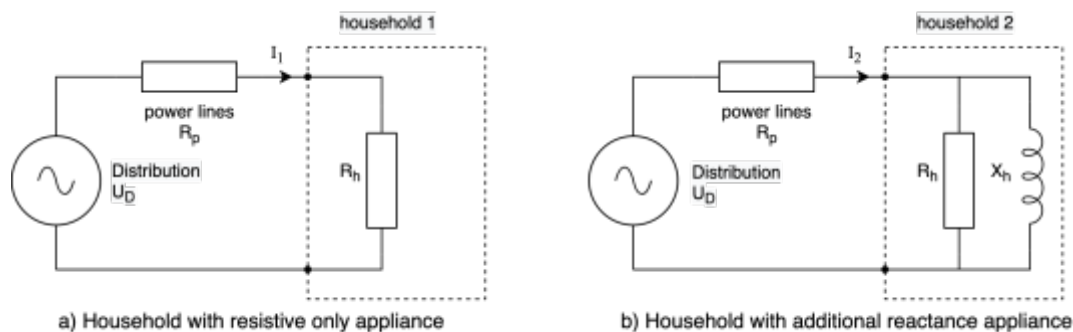 household 1
I1
power lines
Rp
Distribution
UD
Rh
a) Household with resistive only appliance
household 2
I2
power lines
Rp
Distribution
UD
Rh
Xh
b) Household with additional reactance appliance